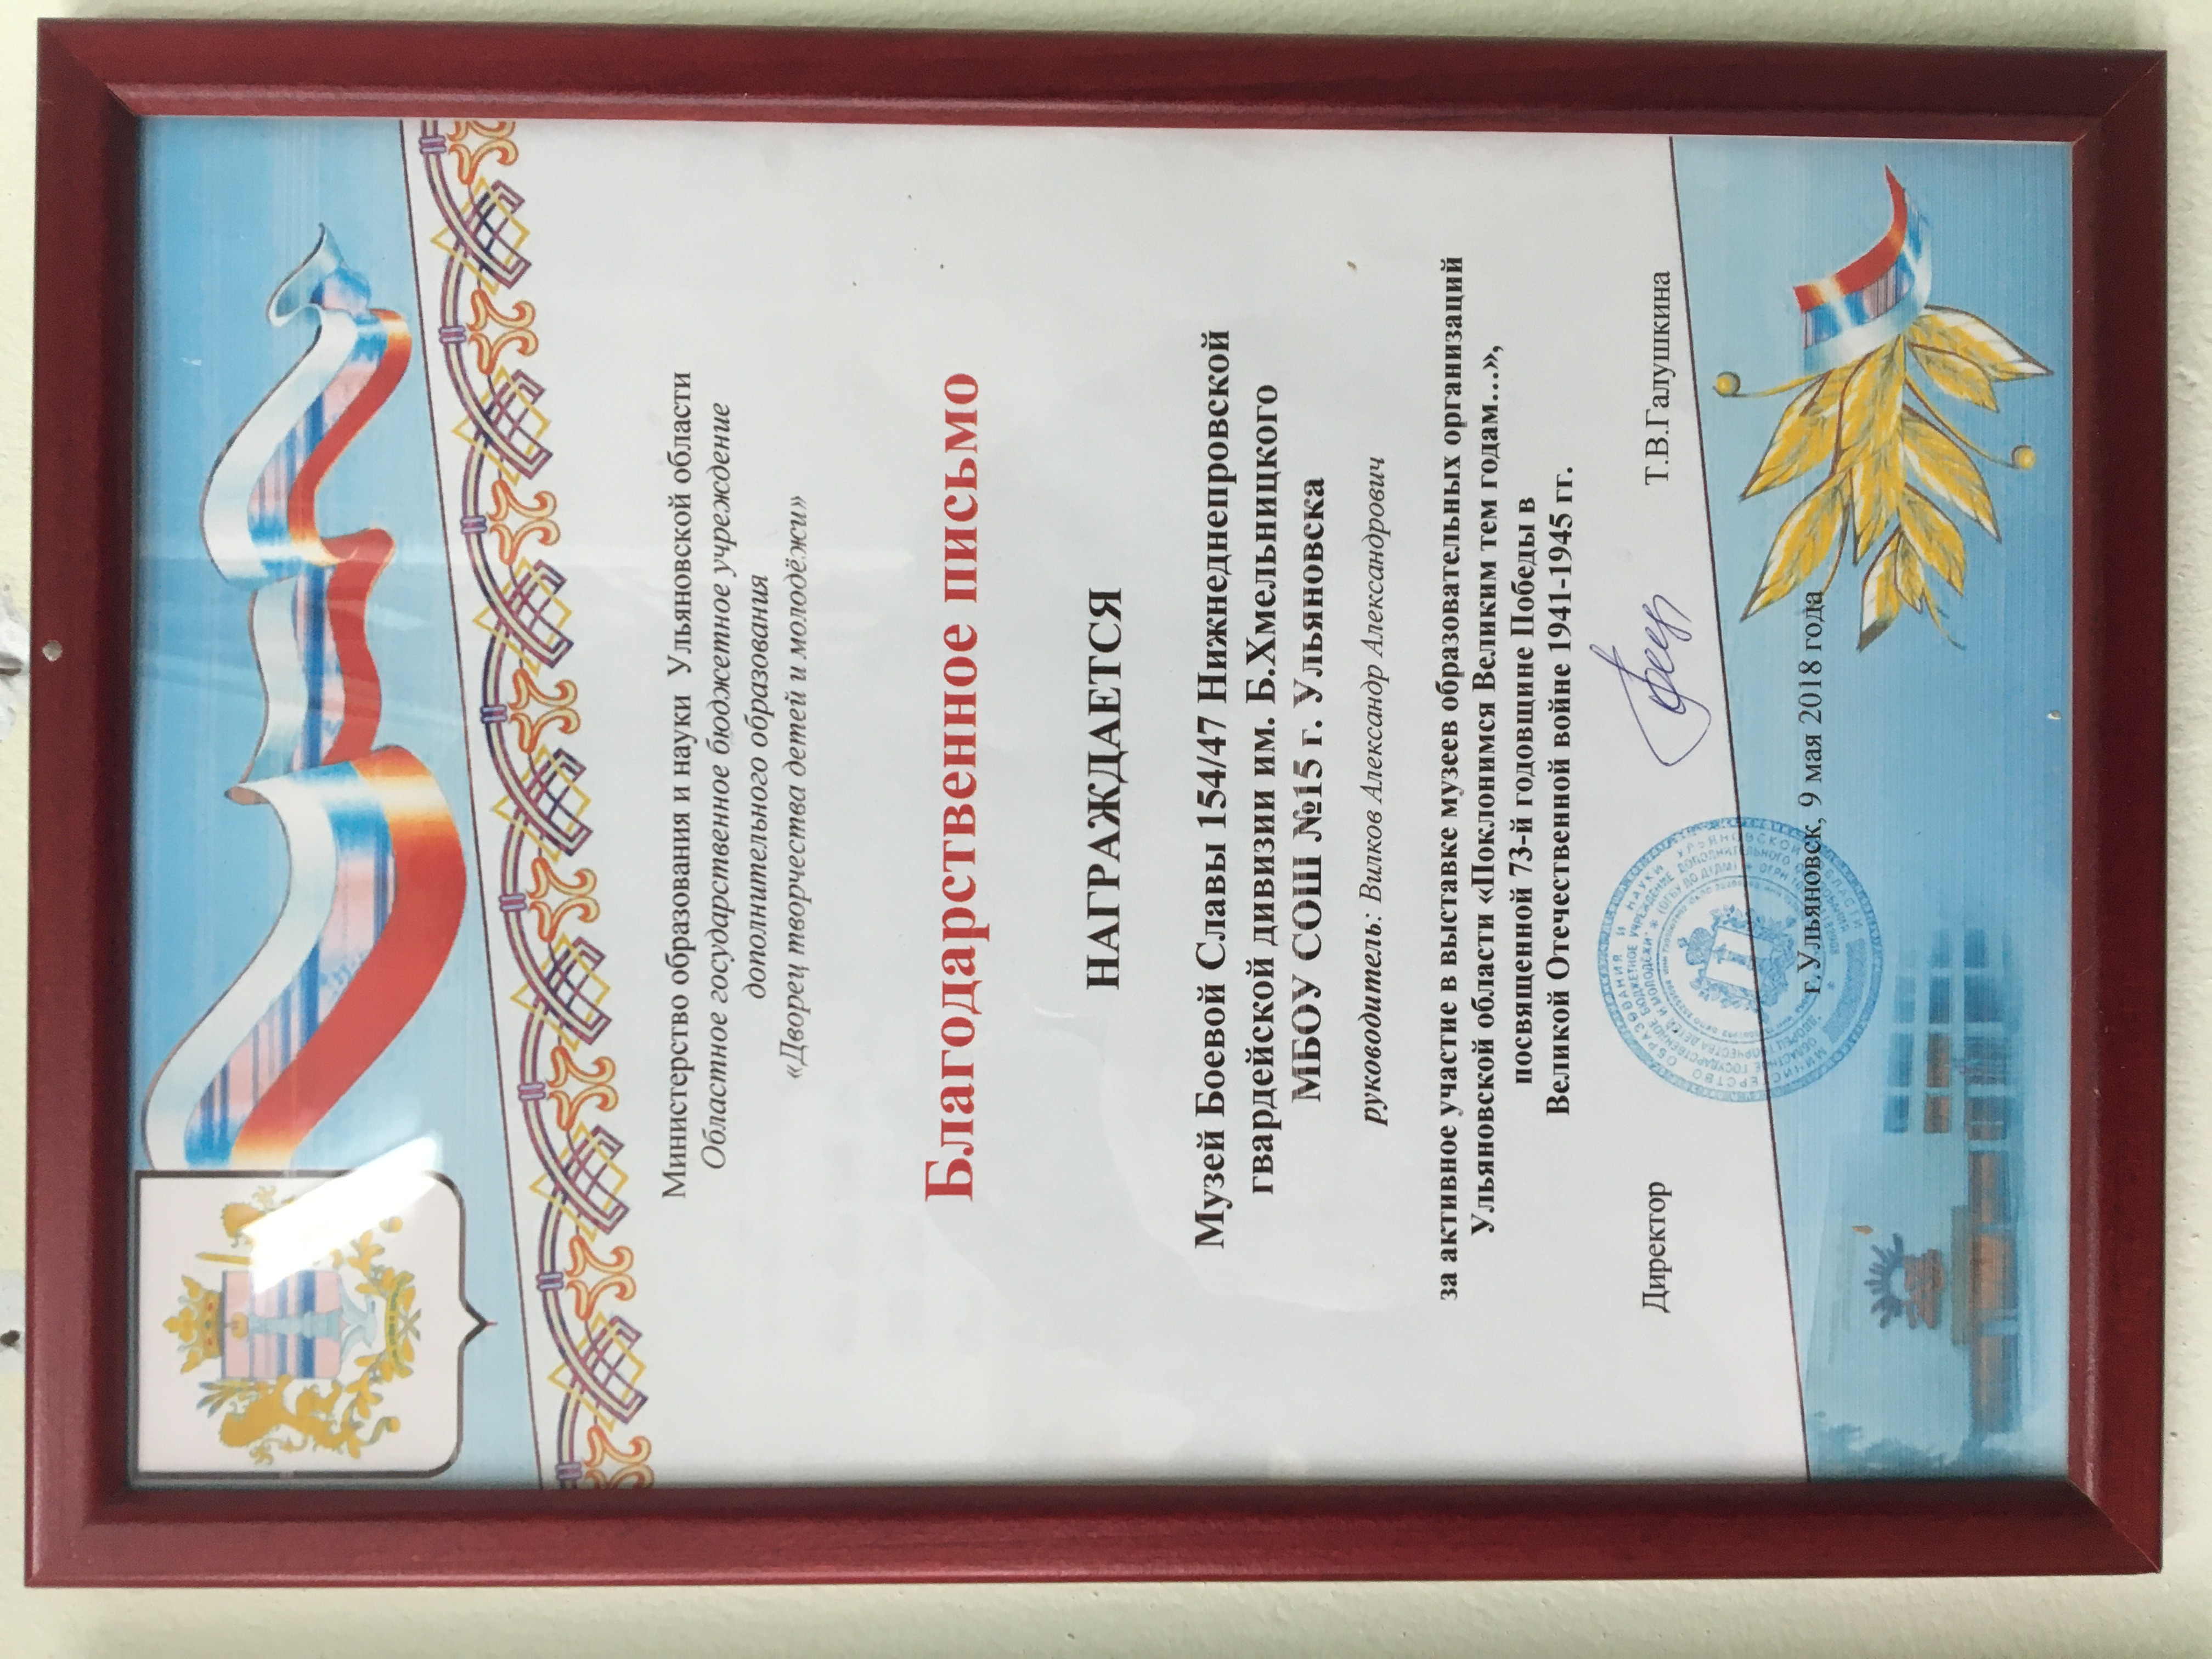 Министерство образования и науки Ульяновской области
Областное государственное бюджетное учреждение
дополнительного образования
«Дворец творчества детей и молодёжи»
Благодарственное письмо
НАГРАЖДАЕТСЯ
Музей Боевой Славы 154/47 Нижнеднепровской
гвардейской дивизии им. Б.Хмельницкого
МБОУ СОШ №15 г. Ульяновска
руководитель: Вилков Александр Александрович
за активное участие в выставке музеев образовательных организаций
Ульяновской области «Поклонимся Великим тем годам…»,
посвященной 73-й годовщине Победы в
Великой Отечественной войне 1941-1945 гг.
Директор Т.В.Галушкина
МИНИСТЕРСТВО ОБРАЗОВАНИЯ И НАУКИ УЛЬЯНОВСКОЙ ОБЛАСТИ
ОБЛАСТНОЕ ГОСУДАРСТВЕННОЕ БЮДЖЕТНОЕ УЧРЕЖДЕНИЕ ДОПОЛНИТЕЛЬНОГО ОБРАЗОВАНИЯ
"ДВОРЕЦ ТВОРЧЕСТВА ДЕТЕЙ И МОЛОДЁЖИ"
г.Ульяновск, 9 мая 2018 года